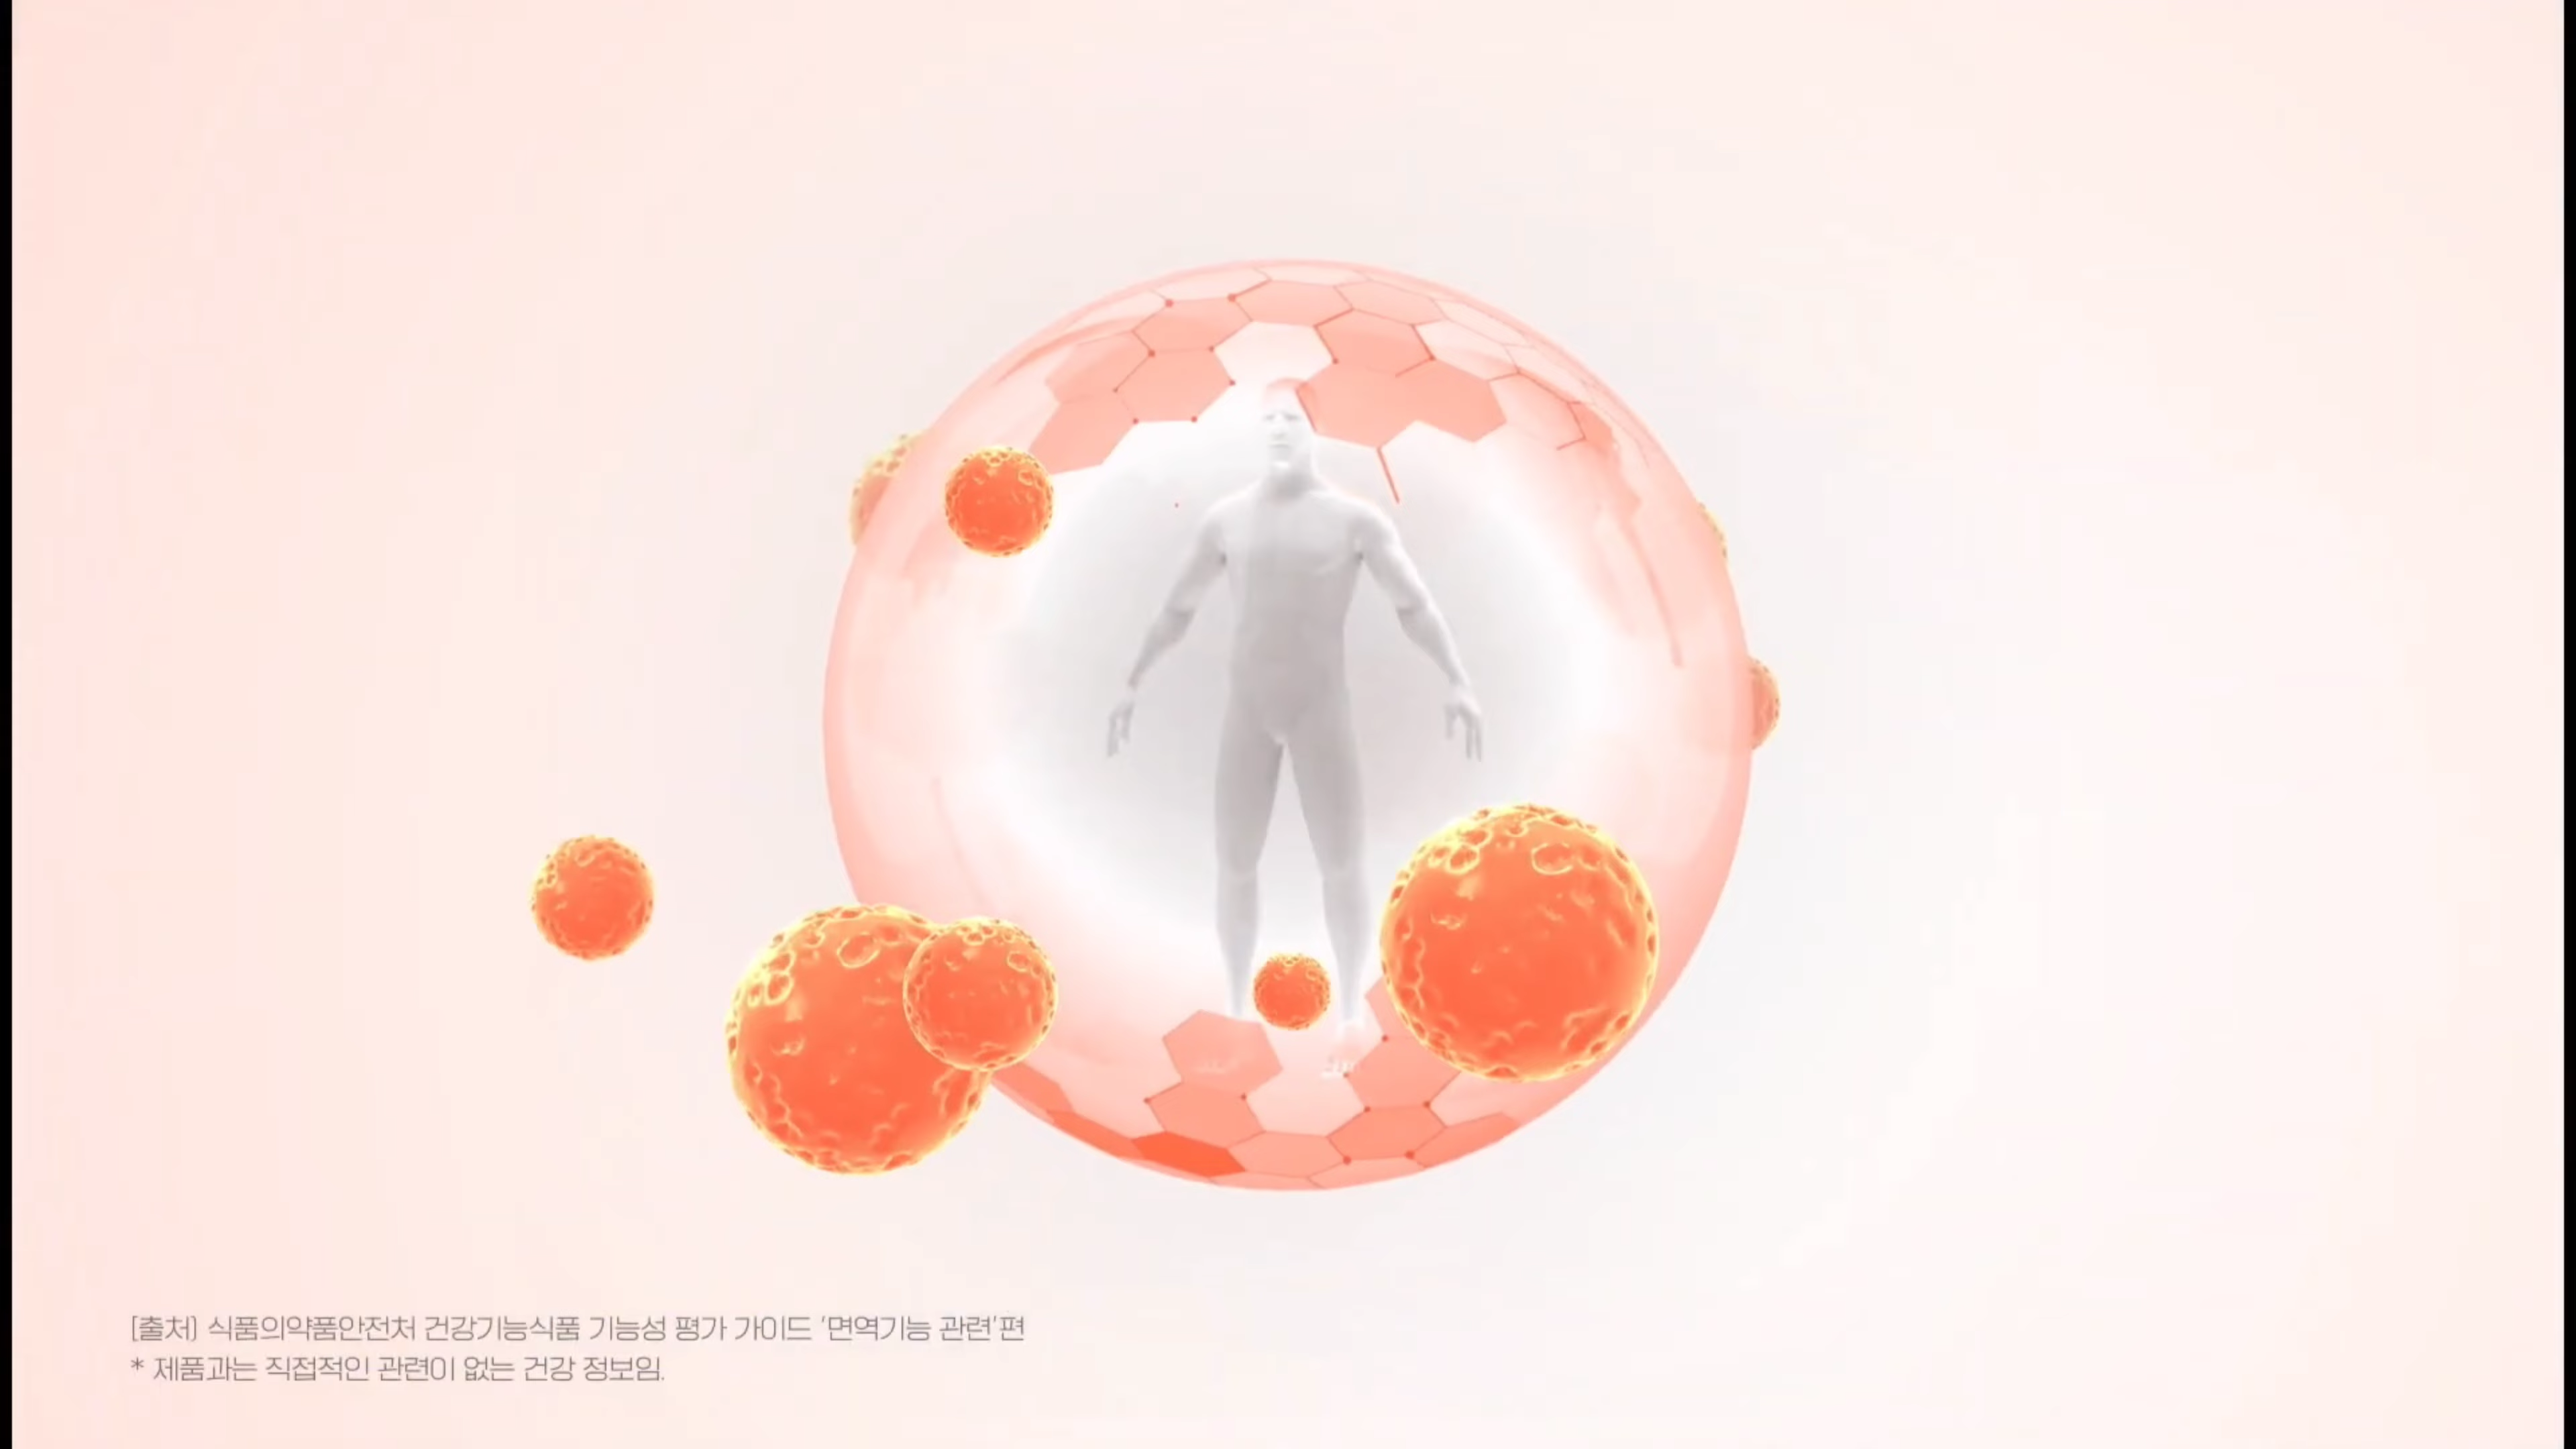 [출처] 식품의약품안전처 건강기능식품 기능성 평가 가이드 '면역기능 관련'편
* 제품과는 직접적인 관련이 없는 건강 정보임.